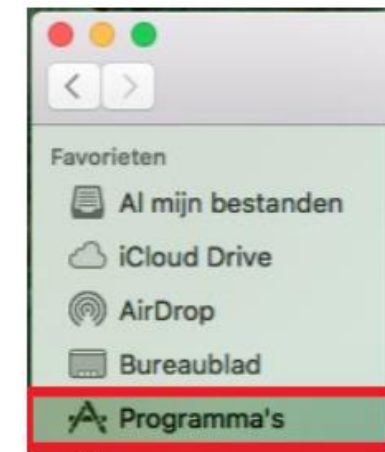 Favorieten
Al mijn bestanden
iCloud Drive
AirDrop
Bureaublad
Programma's